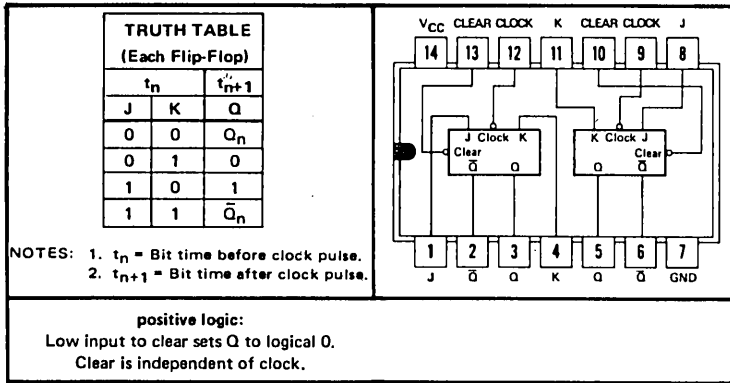 TRUTH TABLE
(Each Flip-Flop)
tn tn+1
J K Q
0 0 Qn
0 1 0
1 0 1
1 1 Q̄n
NOTES: 1. tn = Bit time before clock pulse.
2. tn+1 = Bit time after clock pulse.
VCC CLEAR CLOCK K CLEAR CLOCK J
14 13 12 11 10 9 8
J Clock K
Clear
Q̄ Q
K Clock J
Clear
Q Q̄
1 2 3 4 5 6 7
J Q̄ Q K Q Q̄ GND
positive logic:
Low input to clear sets Q to logical 0.
Clear is independent of clock.